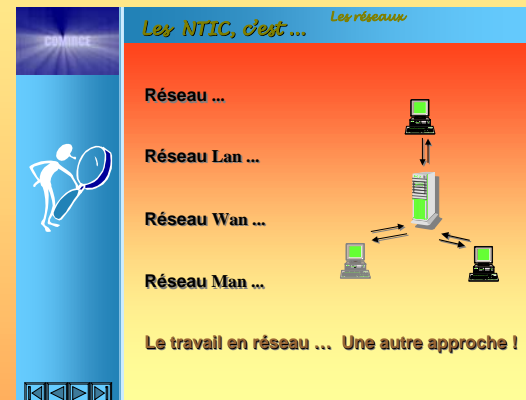 COMIRCE
Les NTIC, c'est ...
Les réseaux
Réseau ...
Réseau Lan ...
Réseau Wan ...
Réseau Man ...
Le travail en réseau ... Une autre approche !